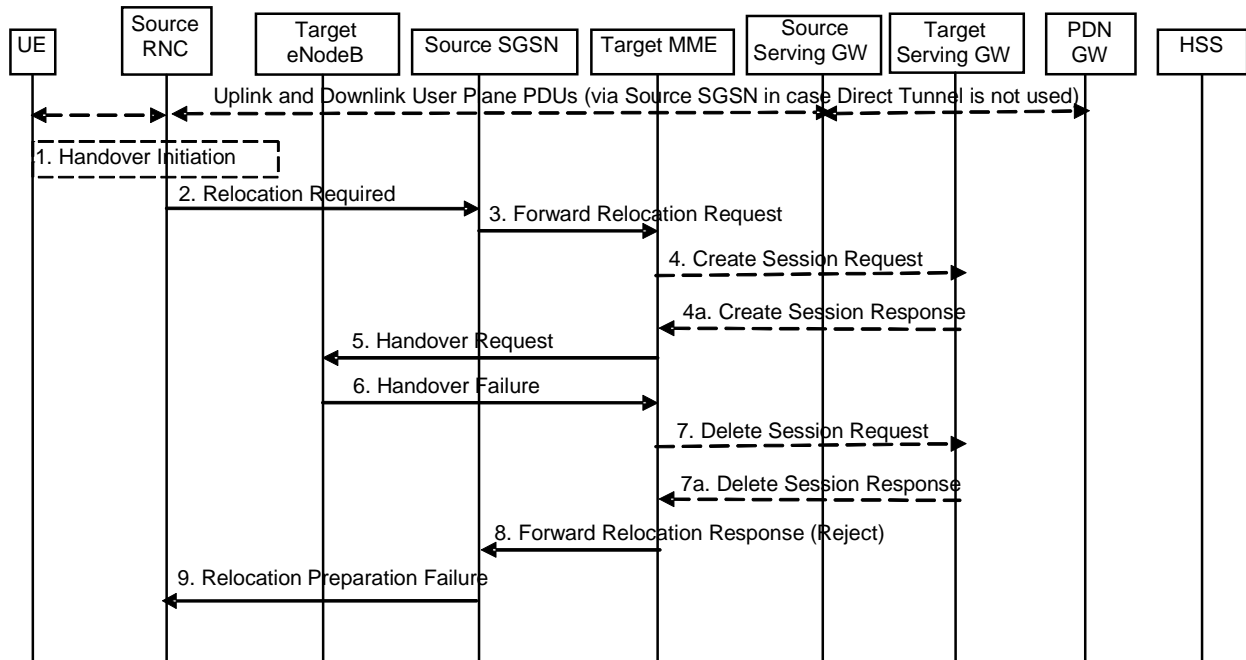 UE
Source
RNC
Target
eNodeB
Source SGSN
Target MME
Source
Serving GW
Target
Serving GW
PDN
GW
HSS
Uplink and Downlink User Plane PDUs (via Source SGSN in case Direct Tunnel is not used)
1. Handover Initiation
2. Relocation Required
3. Forward Relocation Request
4. Create Session Request
4a. Create Session Response
5. Handover Request
6. Handover Failure
7. Delete Session Request
7a. Delete Session Response
8. Forward Relocation Response (Reject)
9. Relocation Preparation Failure